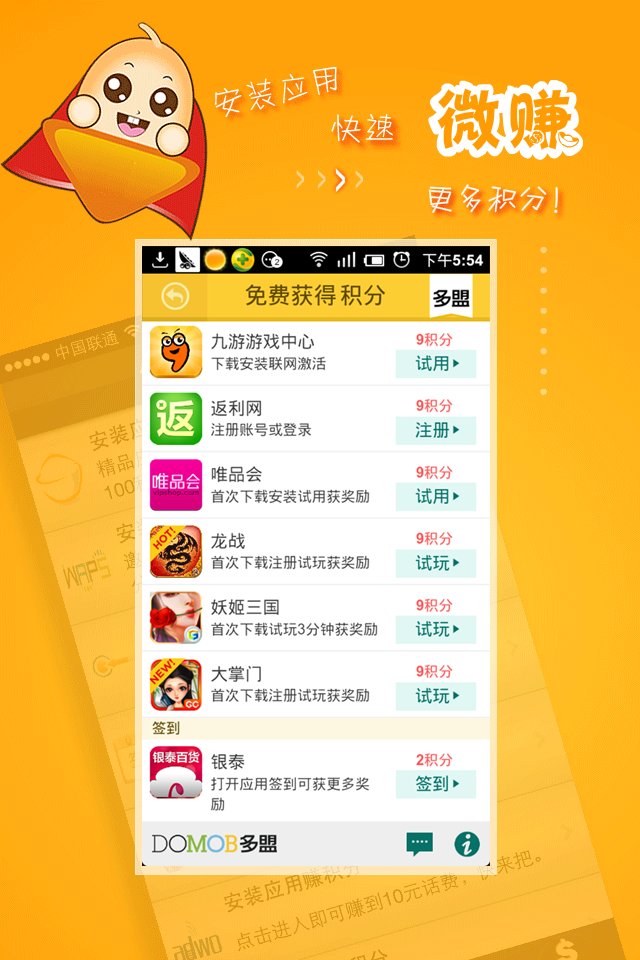 安装应用
快速
微赚
更多积分！
下午5:54
免费获得积分
多盟
九游游戏中心
下载安装联网激活
9积分
试用
返
返利网
注册账号或登录
9积分
注册
唯品会
vipshop.com
唯品会
首次下载安装试用获奖励
9积分
试用
HOT!
龙战
首次下载注册试玩获奖励
9积分
试玩
妖姬三国
首次下载试玩3分钟获奖励
9积分
试玩
NEW!
GC
大掌门
首次下载注册试玩获奖励
9积分
试玩
签到
银泰百货
银泰
打开应用签到可获更多奖
励
2积分
签到
DOMOB多盟
中国联通
安装应
精品
100
安
WAPS
邀
安装应用赚积分
点击进入即可赚到10元话费，快来把。
adwo
积分